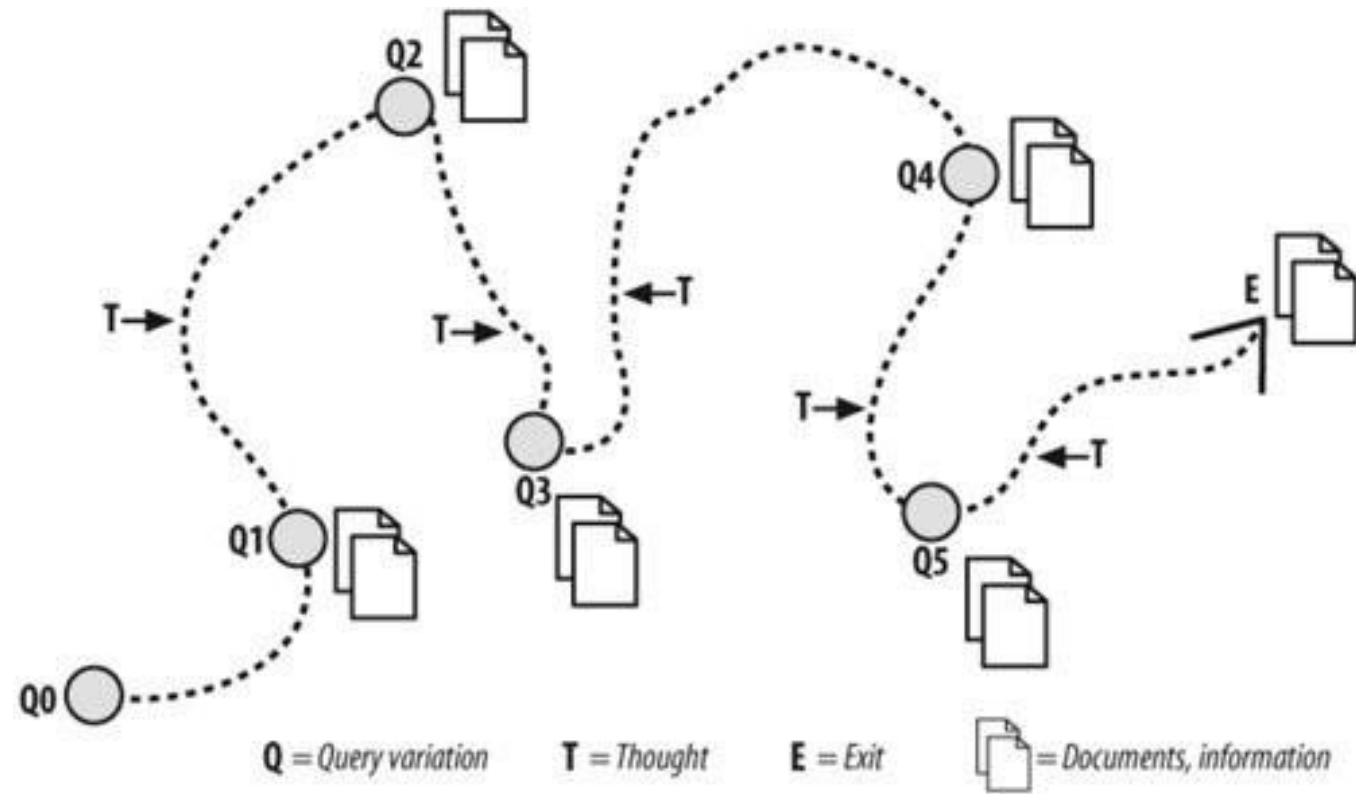 Q2
Q4
T
T
T
E
T
T
Q3
Q1
Q5
Q0
Q = Query variation
T = Thought
E = Exit
= Documents, information